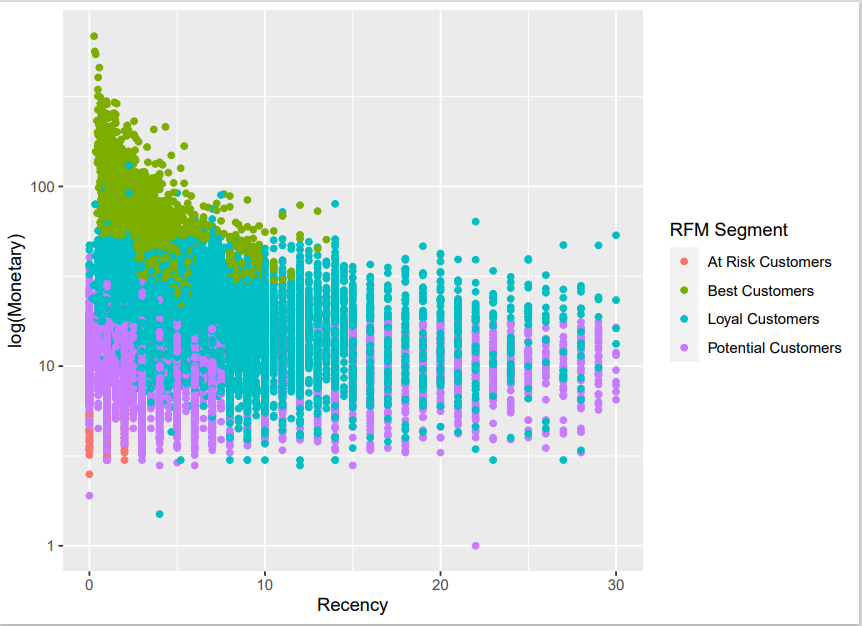 100
10
1
log(Monetary)
0 10 20 30
Recency
RFM Segment
At Risk Customers
Best Customers
Loyal Customers
Potential Customers